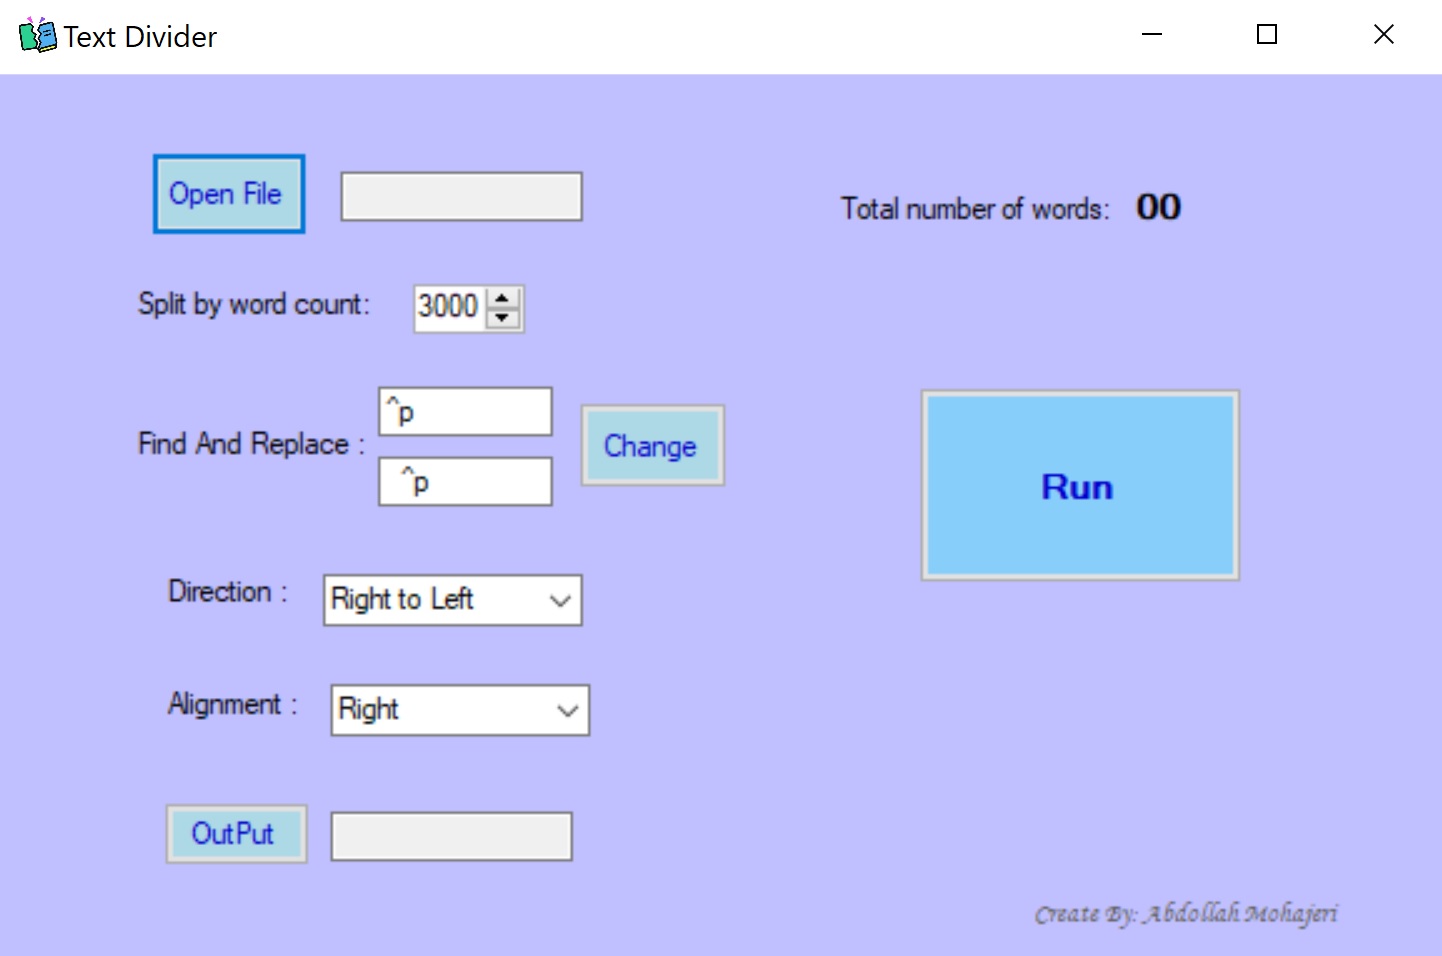 Text Divider
Open File
Total number of words: 00
Split by word count: 3000
^p
Find And Replace :
Change
^p
Run
Direction : Right to Left
Alignment : Right
OutPut
Create By: Abdollah Mohajeri